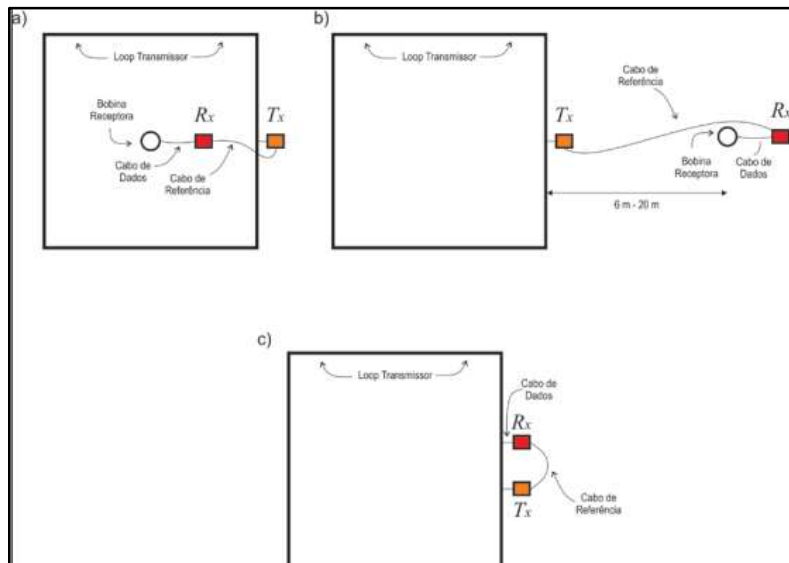 a)
Loop Transmissor
Bobina
Receptora
Rx
Tx
Cabo de
Dados
Cabo de
Referência
b)
Loop Transmissor
Cabo de
Referência
Tx
Rx
Bobina
Receptora
Cabo de
Dados
6 m - 20 m
c)
Loop Transmissor
Cabo de
Dados
Rx
Tx
Cabo de
Referência